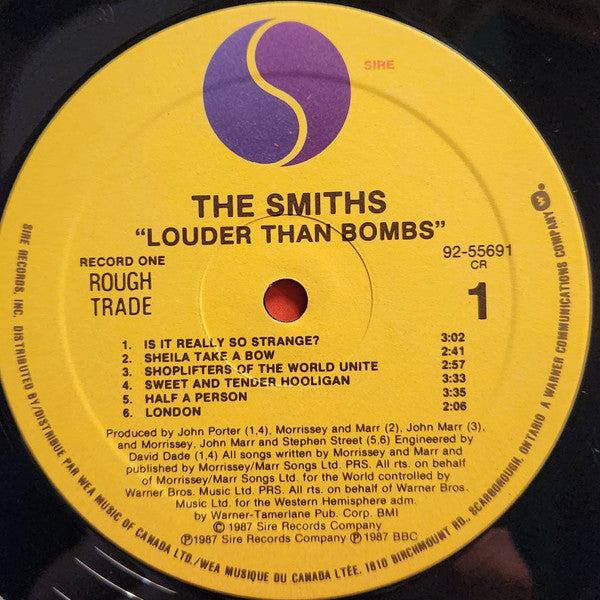 SIRE
THE SMITHS
“LOUDER THAN BOMBS”
RECORD ONE
ROUGH
TRADE
92-55691
CR
1
1. IS IT REALLY SO STRANGE? 3:02
2. SHEILA TAKE A BOW 2:41
3. SHOPLIFTERS OF THE WORLD UNITE 2:57
4. SWEET AND TENDER HOOLIGAN 3:33
5. HALF A PERSON 3:35
6. LONDON 2:06
Produced by John Porter (1,4), Morrissey and Marr (2), John Marr (3),
and Morrissey, John Marr and Stephen Street (5,6) Engineered by
David Dade (1,4) All songs written by Morrissey and Marr and
published by Morrissey/Marr Songs Ltd. PRS. All rts. on behalf
of Morrissey/Marr Songs Ltd. for the World controlled by
Warner Bros. Music Ltd. PRS. All rts. on behalf of Warner Bros.
Music Ltd. for the Western Hemisphere adm.
by Warner-Tamerlane Pub. Corp. BMI
Ⓒ 1987 Sire Records Company
Ⓟ1987 Sire Records Company Ⓟ 1987 BBC
SIRE RECORDS, INC. DISTRIBUTED BY/DISTRIBUE PAR WEA MUSIC OF CANADA LTD./WEA MUSIQUE DU CANADA LTÉE. 1810 BIRCHMOUNT RD., SCARBOROUGH, ONTARIO A WARNER COMMUNICATIONS COMPANY